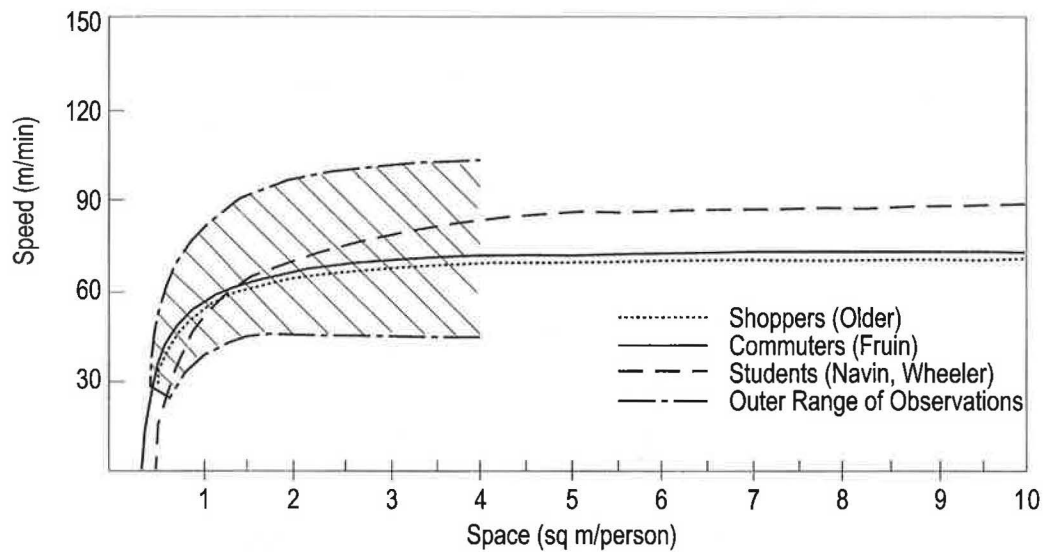 150
120
90
60
30
Speed (m/min)
Shoppers (Older)
Commuters (Fruin)
Students (Navin, Wheeler)
Outer Range of Observations
1 2 3 4 5 6 7 8 9 10
Space (sq m/person)